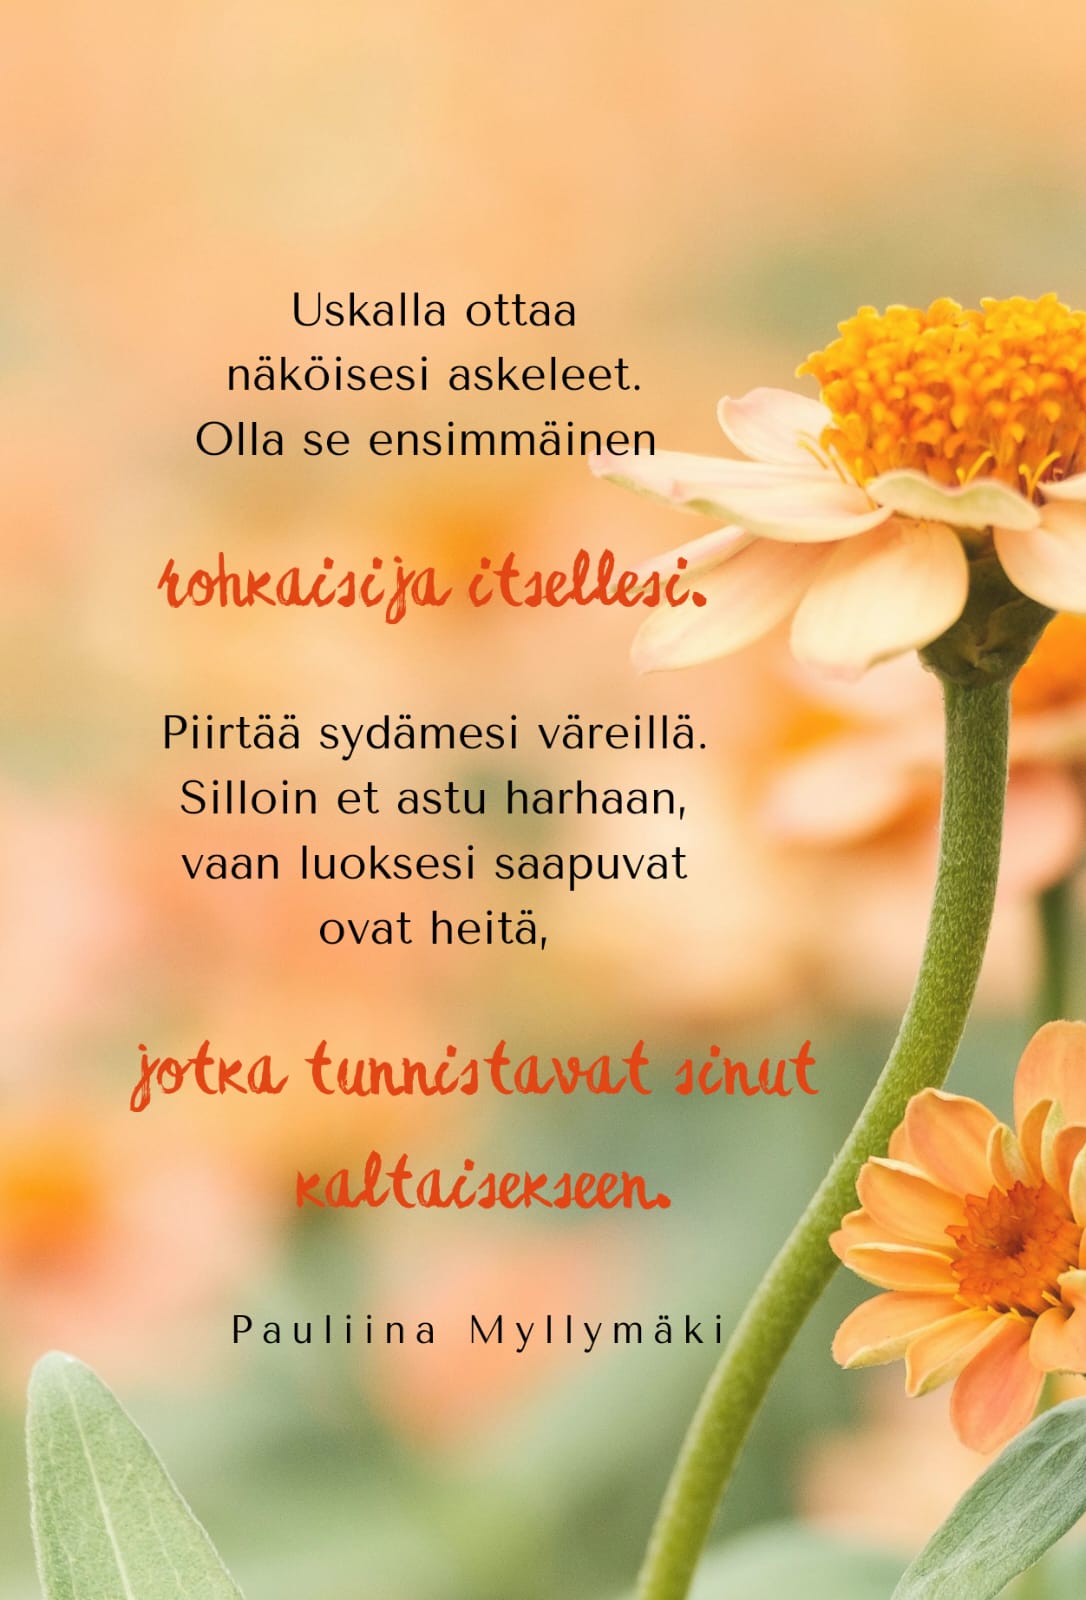 Uskalla ottaa
näköisesi askeleet.
Olla se ensimmäinen
rohkaisija itsellesi.
Piirtää sydämesi väreillä.
Silloin et astu harhaan,
vaan luoksesi saapuvat
ovat heitä,
jotka tunnistavat sinut
kaltaisekseen.
Pauliina Myllymäki